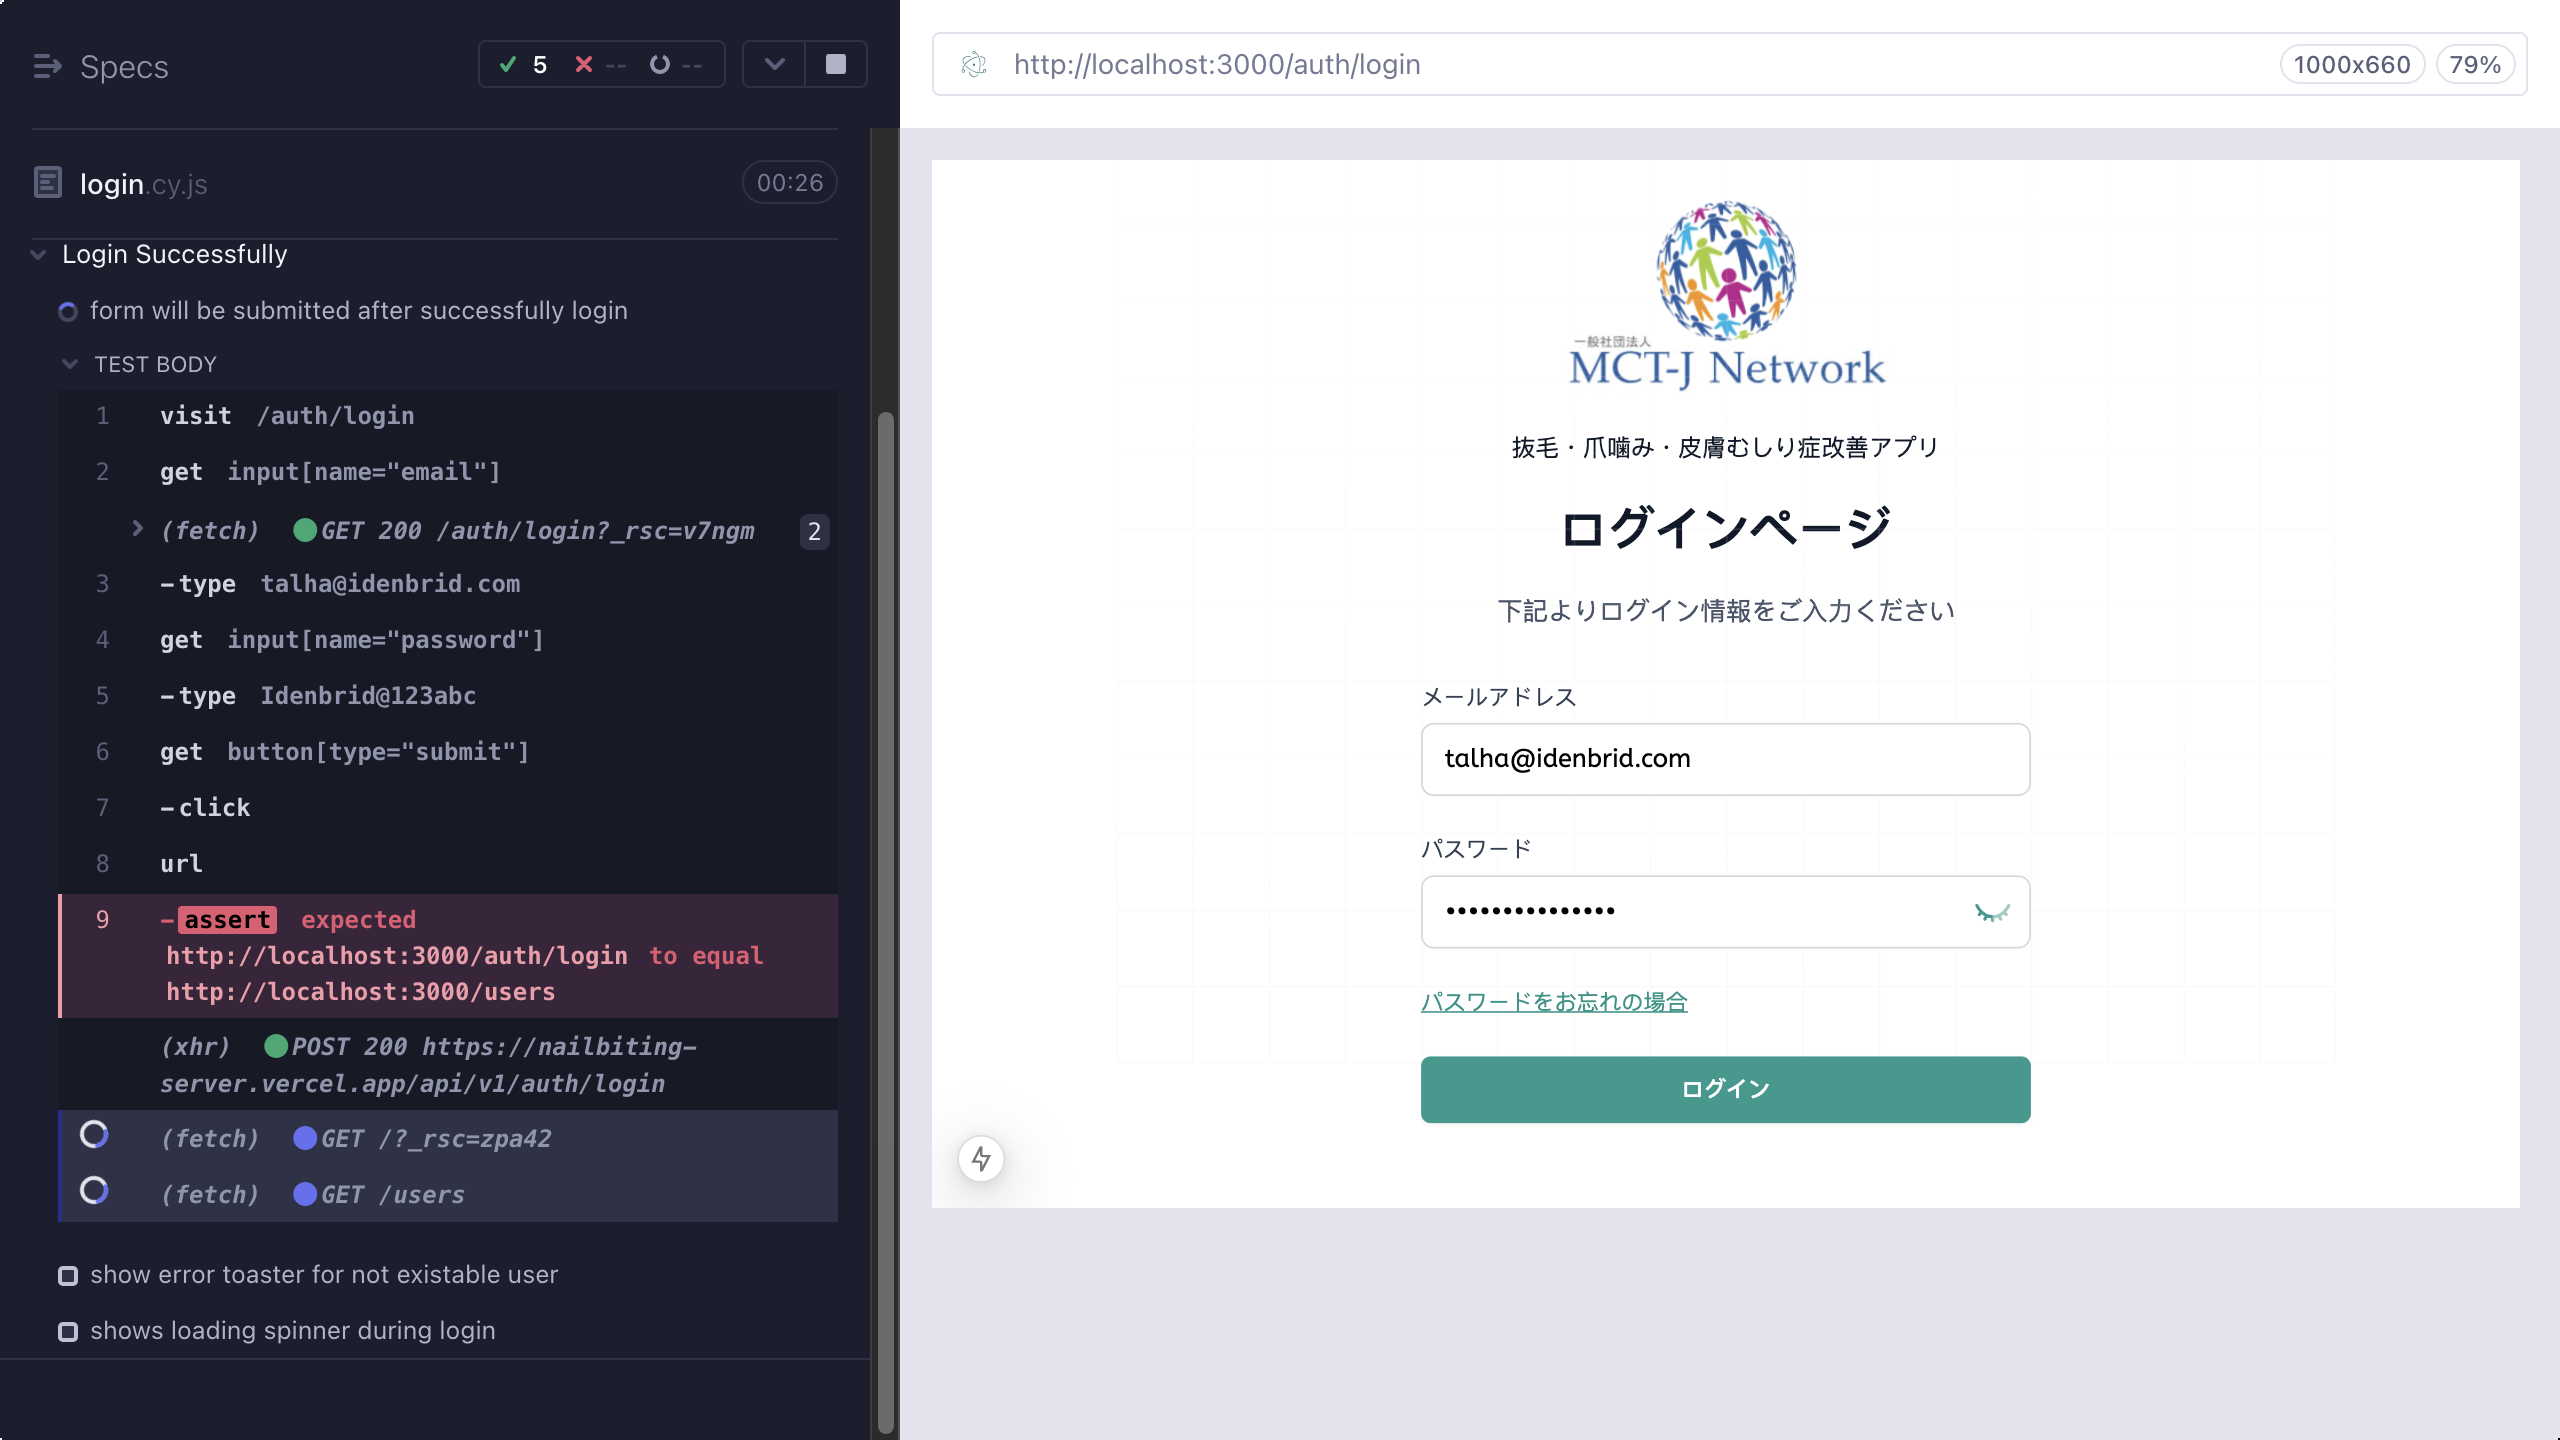 Specs
5 -- --
login.cy.js
00:26
Login Successfully
form will be submitted after successfully login
TEST BODY
1 visit /auth/login
2 get input[name="email"]
(fetch) GET 200 /auth/login?_rsc=v7ngm 2
3 -type talha@idenbrid.com
4 get input[name="password"]
5 -type Idenbrid@123abc
6 get button[type="submit"]
7 -click
8 url
9 -assert expected
http://localhost:3000/auth/login to equal
http://localhost:3000/users
(xhr) POST 200 https://nailbiting-
server.vercel.app/api/v1/auth/login
(fetch) GET /?_rsc=zpa42
(fetch) GET /users
show error toaster for not existable user
shows loading spinner during login
http://localhost:3000/auth/login
1000x660
79%
一般社団法人
MCT-J Network
抜毛・爪噛み・皮膚むしり症改善アプリ
ログインページ
下記よりログイン情報をご入力ください
メールアドレス
talha@idenbrid.com
パスワード
•••••••••••••••
パスワードをお忘れの場合
ログイン